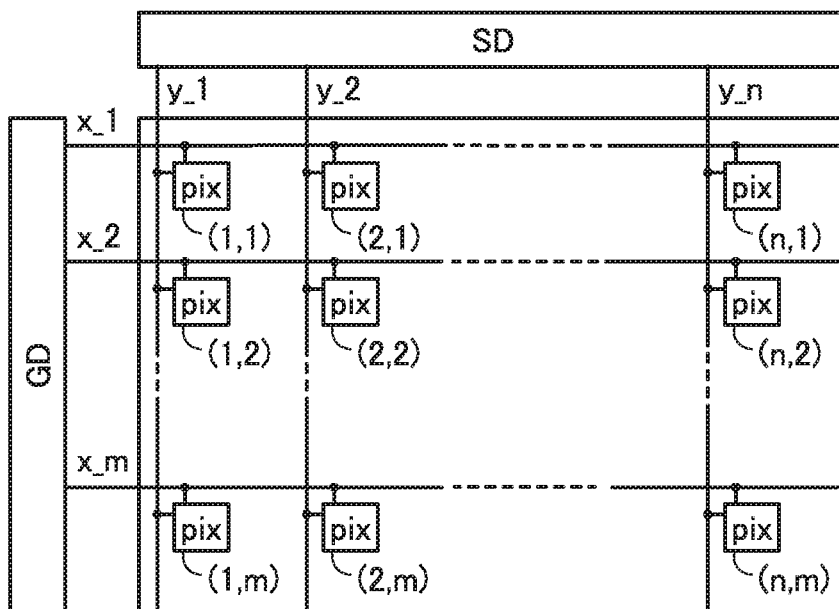 SD
y_1 y_2 y_n
x_1
pix pix pix
(1,1) (2,1) (n,1)
x_2
pix pix pix
(1,2) (2,2) (n,2)
GD
x_m
pix pix pix
(1,m) (2,m) (n,m)